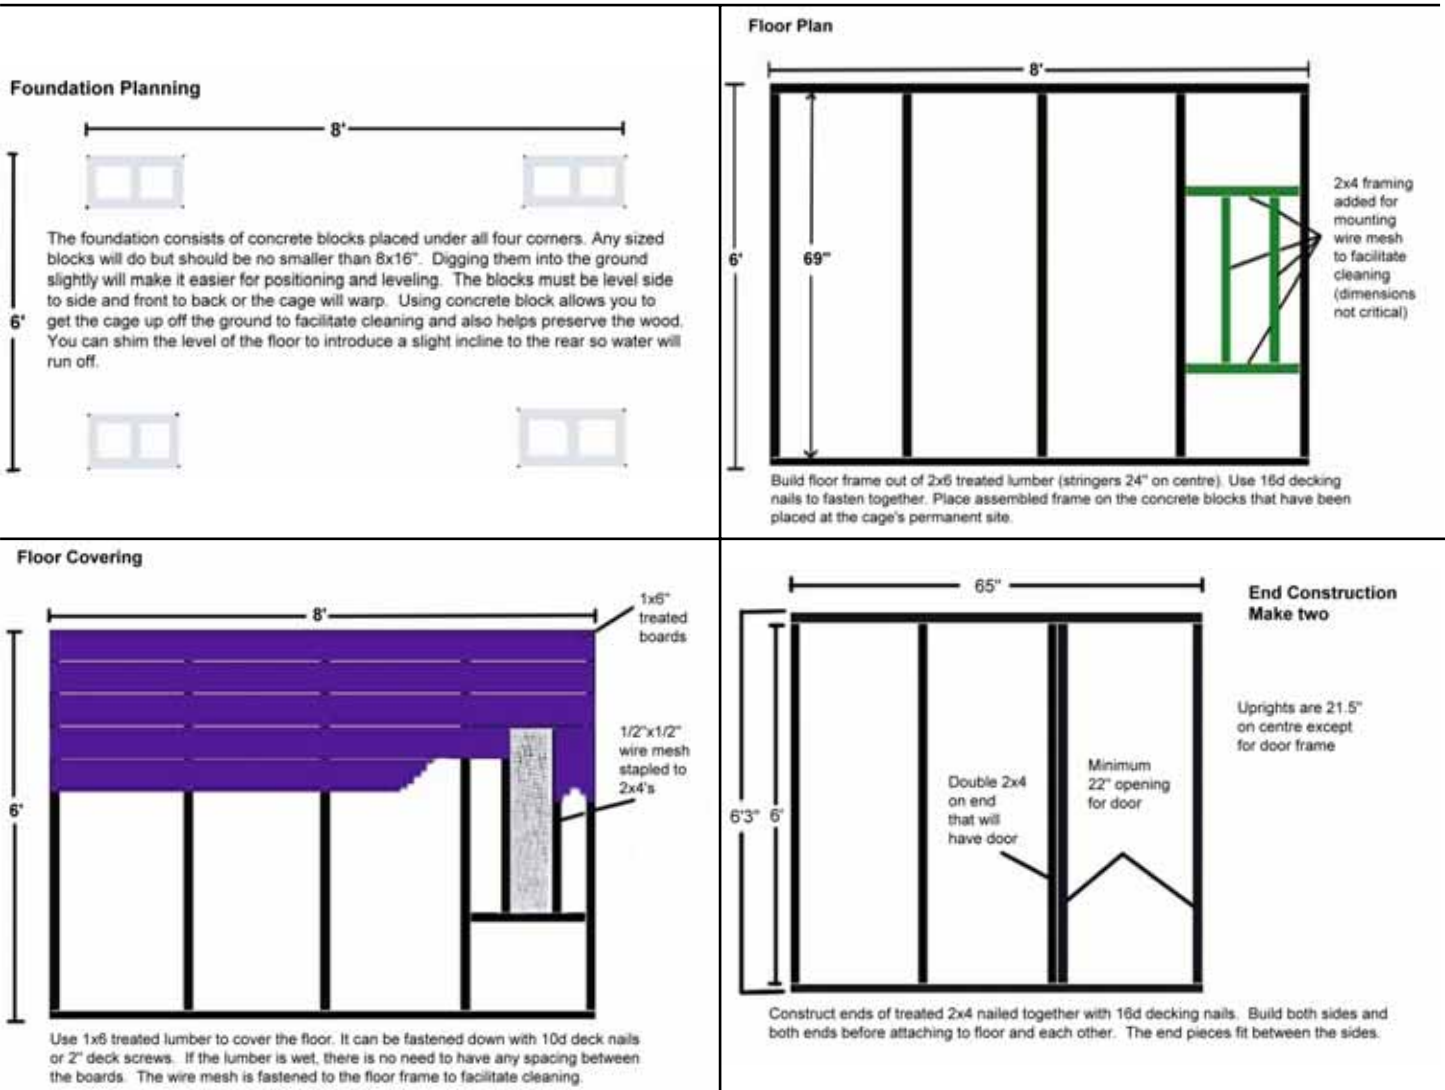 Foundation Planning
8'
6'
The foundation consists of concrete blocks placed under all four corners. Any sized
blocks will do but should be no smaller than 8x16". Digging them into the ground
slightly will make it easier for positioning and leveling. The blocks must be level side
to side and front to back or the cage will warp. Using concrete block allows you to
get the cage up off the ground to facilitate cleaning and also helps preserve the wood.
You can shim the level of the floor to introduce a slight incline to the rear so water will
run off.
Floor Plan
8'
6'
69"
2x4 framing
added for
mounting
wire mesh
to facilitate
cleaning
(dimensions
not critical)
Build floor frame out of 2x6 treated lumber (stringers 24" on centre). Use 16d decking
nails to fasten together. Place assembled frame on the concrete blocks that have been
placed at the cage's permanent site.
Floor Covering
8'
6'
1x6"
treated
boards
1/2"x1/2"
wire mesh
stapled to
2x4's
Use 1x6 treated lumber to cover the floor. It can be fastened down with 10d deck nails
or 2" deck screws. If the lumber is wet, there is no need to have any spacing between
the boards. The wire mesh is fastened to the floor frame to facilitate cleaning.
65"
End Construction
Make two
6'3"
6'
Uprights are 21.5"
on centre except
for door frame
Double 2x4
on end
that will
have door
Minimum
22" opening
for door
Construct ends of treated 2x4 nailed together with 16d decking nails. Build both sides and
both ends before attaching to floor and each other. The end pieces fit between the sides.